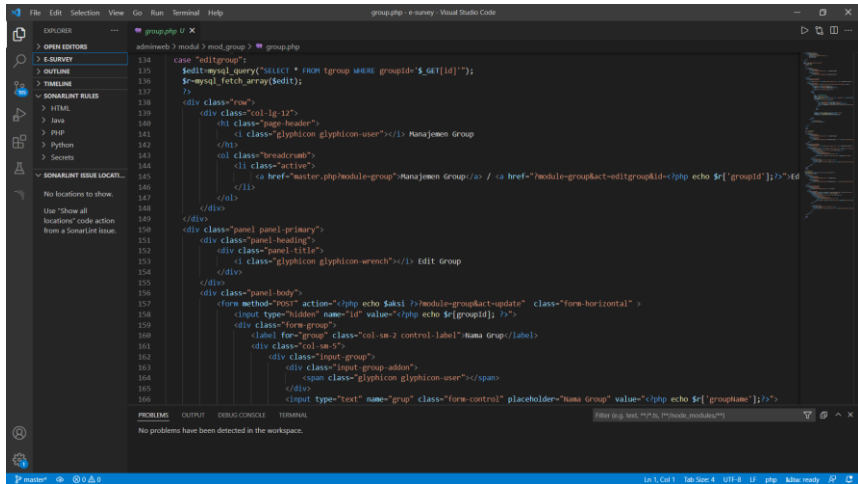 File Edit Selection View Go Run Terminal Help
group.php - e-survey - Visual Studio Code
EXPLORER
OPEN EDITORS
E-SURVEY
OUTLINE
TIMELINE
SONARLINT RULES
HTML
Java
PHP
Python
Secrets
SONARLINT ISSUE LOCATI...
No locations to show.
Use "Show all
locations" code action
from a SonarLint issue.
group.php U
adminweb > modul > mod_group > group.php
134 case "editgroup":
135 $edit=mysql_query("SELECT * FROM tgroup WHERE groupId='$_GET[id]'");
136 $r=mysql_fetch_array($edit);
137 ?>
138 <div class="row">
139 <div class="col-lg-12">
140 <h1 class="page-header">
141 <i class="glyphicon glyphicon-user"></i> Manajemen Group
142 </h1>
143 <ol class="breadcrumb">
144 <li class="active">
145 <a href="master.php?module=group">Manajemen Group</a> / <a href="?module=group&act=editgroup&id=<?php echo $r['groupId'];?>">Ed
146 </li>
147 </ol>
148 </div>
149 </div>
150 <div class="panel panel-primary">
151 <div class="panel-heading">
152 <div class="panel-title">
153 <i class="glyphicon glyphicon-wrench"></i> Edit Group
154 </div>
155 </div>
156 <div class="panel-body">
157 <form method="POST" action="<?php echo $aksi ?>?module=group&act=update" class="form-horizontal" >
158 <input type="hidden" name="id" value="<?php echo $r[groupId]; ?>">
159 <div class="form-group">
160 <label for="group" class="col-sm-2 control-label">Nama Grup</label>
161 <div class="col-sm-5">
162 <div class="input-group">
163 <div class="input-group-addon">
164 <span class="glyphicon glyphicon-user"></span>
165 </div>
166 <input type="text" name="grup" class="form-control" placeholder="Nama Group" value="<?php echo $r['groupName'];?>">
PROBLEMS OUTPUT DEBUG CONSOLE TERMINAL
Filter (e.g. text, **/*.ts, !**/node_modules/**)
No problems have been detected in the workspace.
master* 0 0 0
Ln 1, Col 1 Tab Size: 4 UTF-8 LF php kite: ready